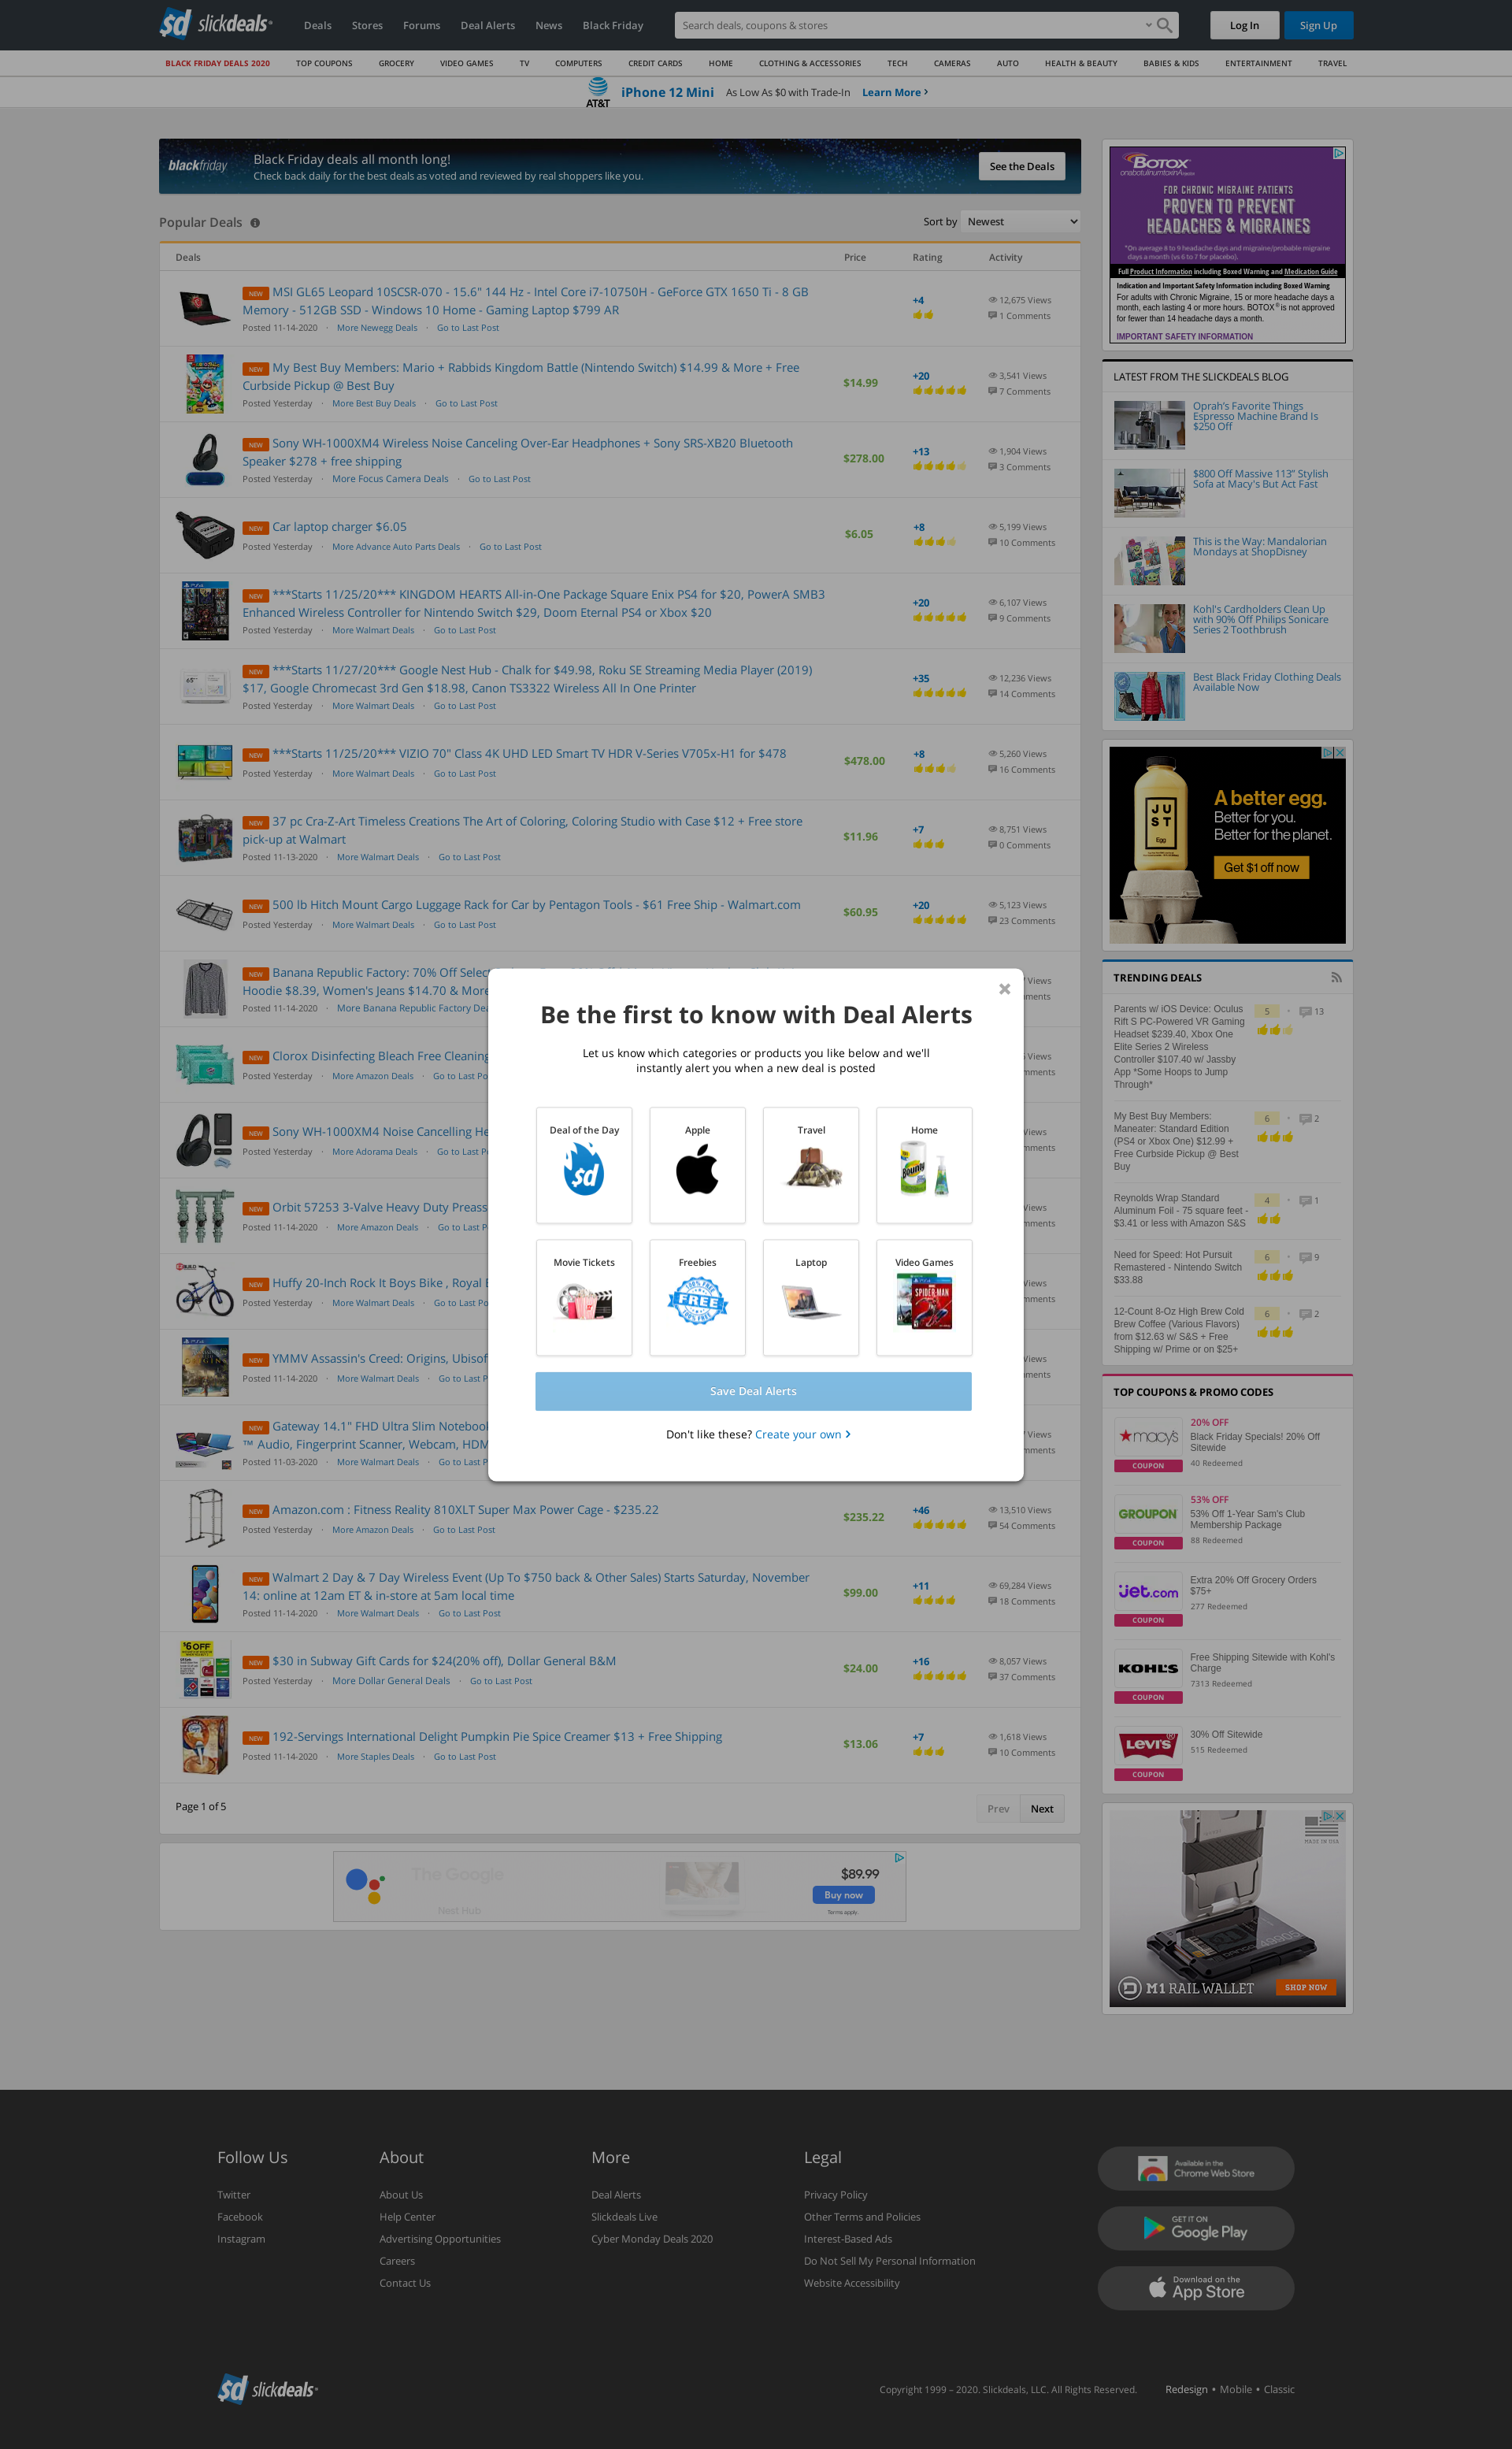 sd slickdeals
Deals Stores Forums Deal Alerts News Black Friday
Search deals, coupons & stores
Log In
Sign Up
BLACK FRIDAY DEALS 2020 TOP COUPONS GROCERY VIDEO GAMES TV COMPUTERS CREDIT CARDS HOME CLOTHING & ACCESSORIES TECH CAMERAS AUTO HEALTH & BEAUTY BABIES & KIDS ENTERTAINMENT TRAVEL
AT&T iPhone 12 Mini As Low As $0 with Trade-In Learn More
blackfriday
Black Friday deals all month long!
Check back daily for the best deals as voted and reviewed by real shoppers like you.
See the Deals
Popular Deals
Sort by Newest
Deals Price Rating Activity
NEW MSI GL65 Leopard 10SCSR-070 - 15.6" 144 Hz - Intel Core i7-10750H - GeForce GTX 1650 Ti - 8 GB
Memory - 512GB SSD - Windows 10 Home - Gaming Laptop $799 AR
Posted 11-14-2020 · More Newegg Deals · Go to Last Post
+4
12,675 Views
1 Comments
NEW My Best Buy Members: Mario + Rabbids Kingdom Battle (Nintendo Switch) $14.99 & More + Free
Curbside Pickup @ Best Buy
Posted Yesterday · More Best Buy Deals · Go to Last Post
$14.99
+20
3,541 Views
7 Comments
NEW Sony WH-1000XM4 Wireless Noise Canceling Over-Ear Headphones + Sony SRS-XB20 Bluetooth
Speaker $278 + free shipping
Posted Yesterday · More Focus Camera Deals · Go to Last Post
$278.00
+13
1,904 Views
3 Comments
NEW Car laptop charger $6.05
Posted Yesterday · More Advance Auto Parts Deals · Go to Last Post
$6.05
+8
5,199 Views
10 Comments
NEW ***Starts 11/25/20*** KINGDOM HEARTS All-in-One Package Square Enix PS4 for $20, PowerA SMB3
Enhanced Wireless Controller for Nintendo Switch $29, Doom Eternal PS4 or Xbox $20
Posted Yesterday · More Walmart Deals · Go to Last Post
+20
6,107 Views
9 Comments
NEW ***Starts 11/27/20*** Google Nest Hub - Chalk for $49.98, Roku SE Streaming Media Player (2019)
$17, Google Chromecast 3rd Gen $18.98, Canon TS3322 Wireless All In One Printer
Posted Yesterday · More Walmart Deals · Go to Last Post
+35
12,236 Views
14 Comments
NEW ***Starts 11/25/20*** VIZIO 70" Class 4K UHD LED Smart TV HDR V-Series V705x-H1 for $478
Posted Yesterday · More Walmart Deals · Go to Last Post
$478.00
+8
5,260 Views
16 Comments
NEW 37 pc Cra-Z-Art Timeless Creations The Art of Coloring, Coloring Studio with Case $12 + Free store
pick-up at Walmart
Posted 11-13-2020 · More Walmart Deals · Go to Last Post
$11.96
+7
8,751 Views
0 Comments
NEW 500 lb Hitch Mount Cargo Luggage Rack for Car by Pentagon Tools - $61 Free Ship - Walmart.com
Posted Yesterday · More Walmart Deals · Go to Last Post
$60.95
+20
5,123 Views
23 Comments
NEW Banana Republic Factory: 70% Off Select
Hoodie $8.39, Women's Jeans $14.70 & More
Posted 11-14-2020 · More Banana Republic Factory Dea
NEW Clorox Disinfecting Bleach Free Cleaning
Posted Yesterday · More Amazon Deals · Go to Last Po
NEW Sony WH-1000XM4 Noise Cancelling He
Posted Yesterday · More Adorama Deals · Go to Last Po
NEW Orbit 57253 3-Valve Heavy Duty Preass
Posted 11-14-2020 · More Amazon Deals · Go to Last P
NEW Huffy 20-Inch Rock It Boys Bike , Royal B
Posted Yesterday · More Walmart Deals · Go to Last Po
NEW YMMV Assassin's Creed: Origins, Ubisof
Posted 11-14-2020 · More Walmart Deals · Go to Last P
NEW Gateway 14.1" FHD Ultra Slim Notebook
™ Audio, Fingerprint Scanner, Webcam, HDM
Posted 11-03-2020 · More Walmart Deals · Go to Last P
Be the first to know with Deal Alerts
Let us know which categories or products you like below and we'll
instantly alert you when a new deal is posted
Deal of the Day Apple Travel Home
Movie Tickets Freebies Laptop Video Games
Save Deal Alerts
Don't like these? Create your own
NEW Amazon.com : Fitness Reality 810XLT Super Max Power Cage - $235.22
Posted Yesterday · More Amazon Deals · Go to Last Post
$235.22
+46
13,510 Views
54 Comments
NEW Walmart 2 Day & 7 Day Wireless Event (Up To $750 back & Other Sales) Starts Saturday, November
14: online at 12am ET & in-store at 5am local time
Posted 11-14-2020 · More Walmart Deals · Go to Last Post
$99.00
+11
69,284 Views
18 Comments
NEW $30 in Subway Gift Cards for $24(20% off), Dollar General B&M
Posted Yesterday · More Dollar General Deals · Go to Last Post
$24.00
+16
8,057 Views
37 Comments
NEW 192-Servings International Delight Pumpkin Pie Spice Creamer $13 + Free Shipping
Posted 11-14-2020 · More Staples Deals · Go to Last Post
$13.06
+7
1,618 Views
10 Comments
Page 1 of 5
Prev Next
The Google
Nest Hub
$89.99
Buy now
Terms apply
BOTOX
onabotulinumtoxinA
FOR CHRONIC MIGRAINE PATIENTS
PROVEN TO PREVENT
HEADACHES & MIGRAINES
*On average 8 to 9 headache days and migraine/probable migraine
days a month (vs 6 to 7 for placebo).
Full Product Information including Boxed Warning and Medication Guide
Indication and Important Safety Information including Boxed Warning
For adults with Chronic Migraine, 15 or more headache days a
month, each lasting 4 or more hours. BOTOX® is not approved
for fewer than 14 headache days a month.
IMPORTANT SAFETY INFORMATION
LATEST FROM THE SLICKDEALS BLOG
Oprah's Favorite Things
Espresso Machine Brand Is
$250 Off
$800 Off Massive 113” Stylish
Sofa at Macy's But Act Fast
This is the Way: Mandalorian
Mondays at ShopDisney
Kohl's Cardholders Clean Up
with 90% Off Philips Sonicare
Series 2 Toothbrush
Best Black Friday Clothing Deals
Available Now
JUST
Egg
A better egg.
Better for you.
Better for the planet.
Get $1 off now
TRENDING DEALS
Parents w/ iOS Device: Oculus
Rift S PC-Powered VR Gaming
Headset $239.40, Xbox One
Elite Series 2 Wireless
Controller $107.40 w/ Jassby
App *Some Hoops to Jump
Through*
5 • 13
My Best Buy Members:
Maneater: Standard Edition
(PS4 or Xbox One) $12.99 +
Free Curbside Pickup @ Best
Buy
6 • 2
Reynolds Wrap Standard
Aluminum Foil - 75 square feet -
$3.41 or less with Amazon S&S
4 • 1
Need for Speed: Hot Pursuit
Remastered - Nintendo Switch
$33.88
6 • 9
12-Count 8-Oz High Brew Cold
Brew Coffee (Various Flavors)
from $12.63 w/ S&S + Free
Shipping w/ Prime or on $25+
6 • 2
TOP COUPONS & PROMO CODES
macy's
COUPON
20% OFF
Black Friday Specials! 20% Off
Sitewide
40 Redeemed
GROUPON
COUPON
53% OFF
53% Off 1-Year Sam's Club
Membership Package
88 Redeemed
jet.com
COUPON
Extra 20% Off Grocery Orders
$75+
277 Redeemed
KOHL'S
COUPON
Free Shipping Sitewide with Kohl's
Charge
7313 Redeemed
LEVI'S
COUPON
30% Off Sitewide
515 Redeemed
MADE IN USA
M1 RAIL WALLET
SHOP NOW
Follow Us
Twitter
Facebook
Instagram
About
About Us
Help Center
Advertising Opportunities
Careers
Contact Us
More
Deal Alerts
Slickdeals Live
Cyber Monday Deals 2020
Legal
Privacy Policy
Other Terms and Policies
Interest-Based Ads
Do Not Sell My Personal Information
Website Accessibility
Available in the
Chrome Web Store
GET IT ON
Google Play
Download on the
App Store
sd slickdeals
Copyright 1999 – 2020. Slickdeals, LLC. All Rights Reserved.
Redesign • Mobile • Classic